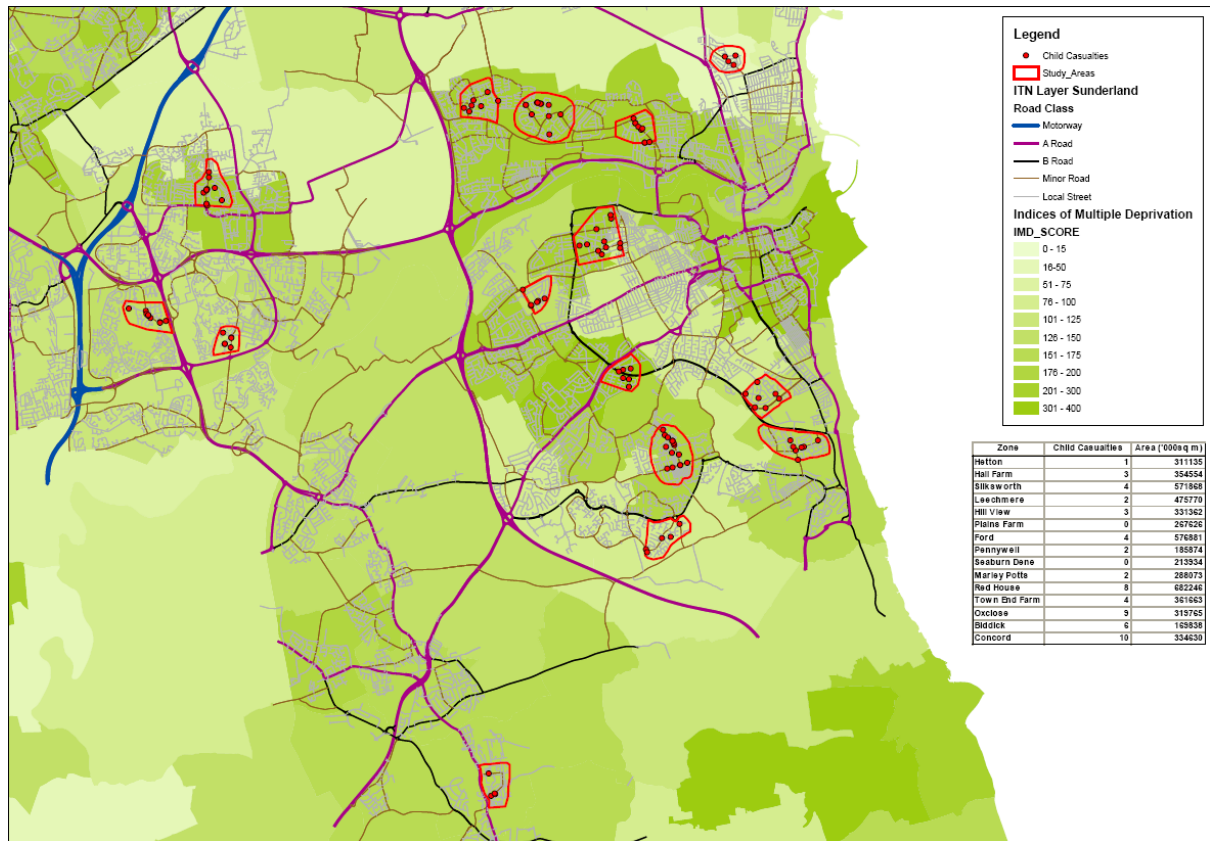 Legend
Child Casualties
Study_Areas
ITN Layer Sunderland
Road Class
Motorway
A Road
B Road
Minor Road
Local Street
Indices of Multiple Deprivation
IMD_SCORE
0 - 15
16-50
51 - 75
76 - 100
101 - 125
126 - 150
151 - 175
176 - 200
201 - 300
301 - 400
Zone Child Casualties Area ('000sq m)
Hetton 1 311135
Hall Farm 3 354554
Silksworth 4 571868
Leechmere 2 475770
Hill View 3 331362
Plains Farm 0 267626
Ford 4 576881
Pennywell 2 185874
Seaburn Dene 0 213934
Marley Potts 2 288073
Red House 8 682246
Town End Farm 4 361663
Oxclose 9 319765
Biddick 6 169838
Concord 10 334630